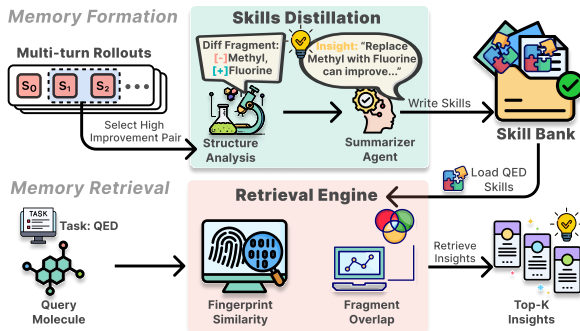 Memory Formation
Skills Distillation
Multi-turn Rollouts
S0
S1
S2
Select High
Improvement Pair
Diff Fragment:
[-]Methyl,
[+]Fluorine
Insight: "Replace
Methyl with Fluorine
can improve..."
Structure
Analysis
Summarizer
Agent
Write Skills
Skill Bank
Load QED
Skills
Memory Retrieval
Retrieval Engine
TASK
Task: QED
Query
Molecule
0011
010
Fingerprint
Similarity
Fragment
Overlap
Retrieve
Insights
Top-K
Insights